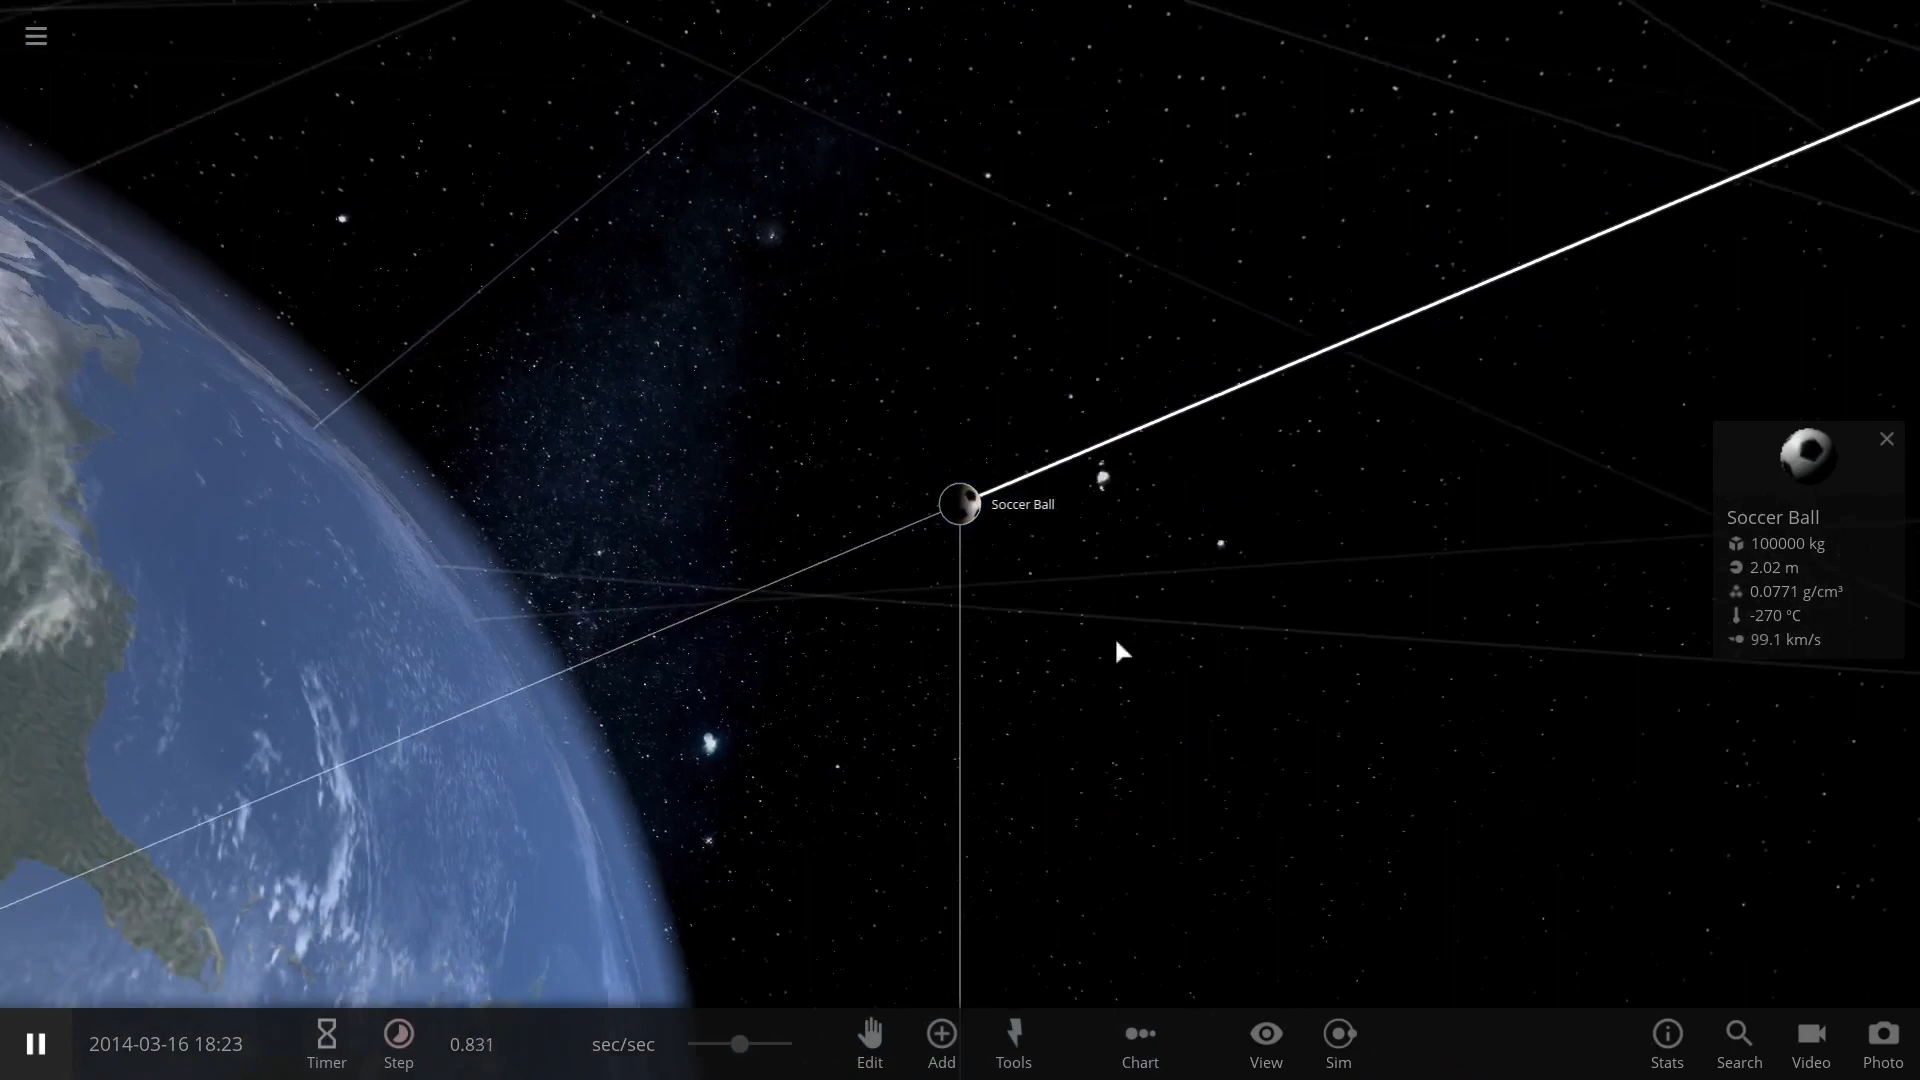 Soccer Ball
Soccer Ball
100000 kg
2.02 m
0.0771 g/cm³
-270 °C
99.1 km/s
2014-03-16 18:23
Timer
Step
0.831
sec/sec
Edit
Add
Tools
Chart
View
Sim
Stats
Search
Video
Photo